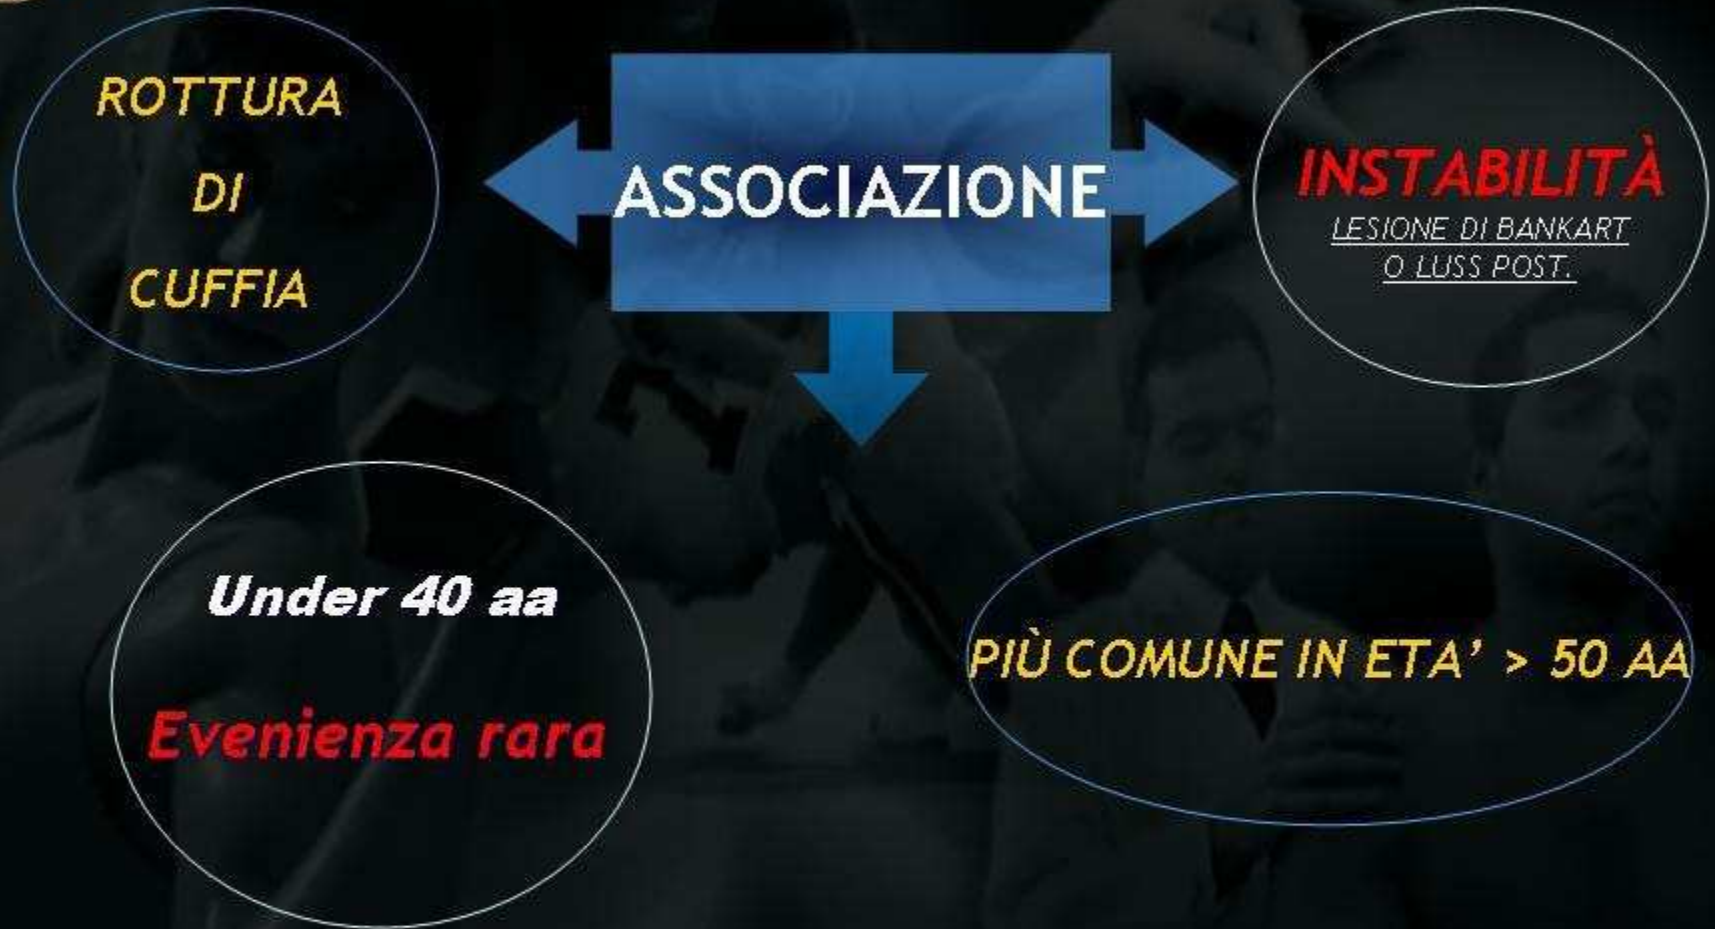 ROTTURA
DI
CUFFIA
ASSOCIAZIONE
INSTABILITÀ
LESIONE DI BANKART
O LUSS POST.
Under 40 aa
Evenienza rara
PIÙ COMUNE IN ETA' > 50 AA